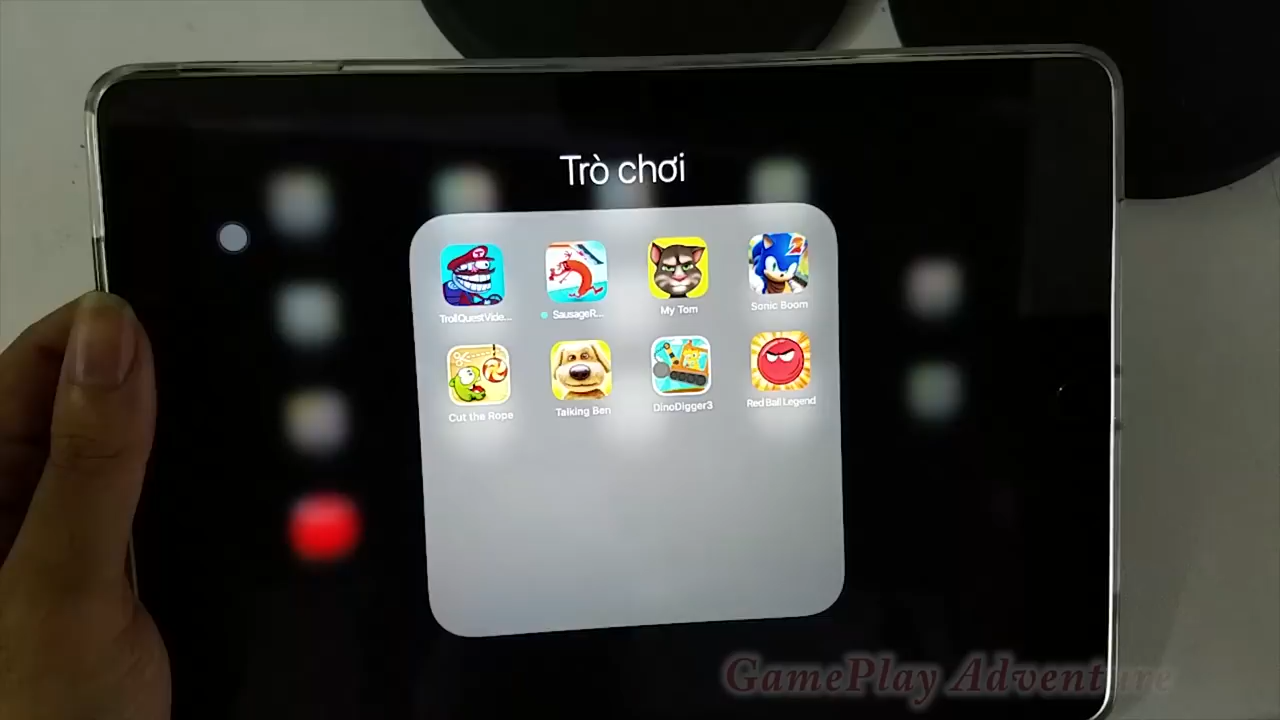 Trò chơi
TrollQuestVide...
SausageR...
My Tom
Sonic Boom
Cut the Rope
Talking Ben
DinoDigger3
Red Ball Legend
GamePlay Adventure